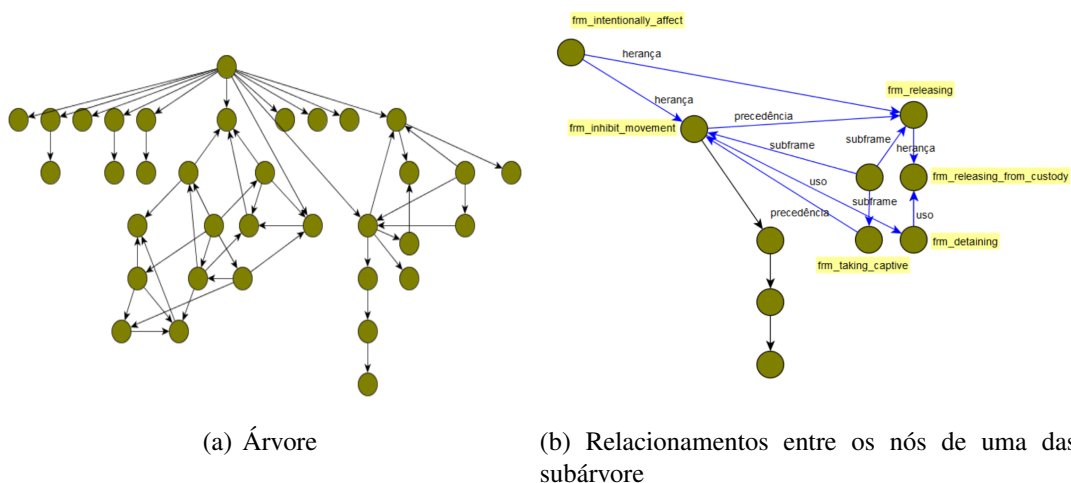 frm_intentionally_affect
herança
frm_releasing
herança
precedência
frm_inhibit_movement
subframe
subframe
herança
uso
frm_releasing_from_custody
subframe
precedência
uso
frm_detaining
frm_taking_captive
(a) Árvore
(b) Relacionamentos entre os nós de uma das
subárvore